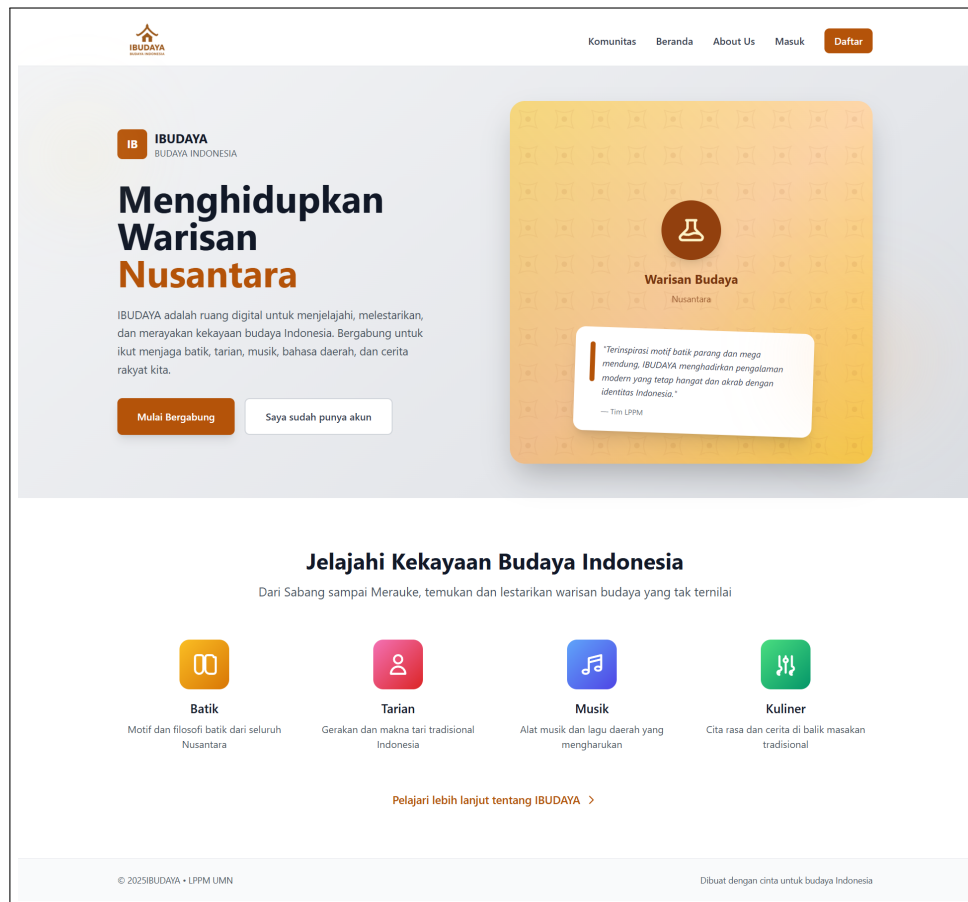 IBUDAYA
BUDAYA INDONESIA
Komunitas
Beranda
About Us
Masuk
Daftar
IB
IBUDAYA
BUDAYA INDONESIA
Menghidupkan
Warisan
Nusantara
IBUDAYA adalah ruang digital untuk menjelajahi, melestarikan,
dan merayakan kekayaan budaya Indonesia. Bergabung untuk
ikut menjaga batik, tarian, musik, bahasa daerah, dan cerita
rakyat kita.
Mulai Bergabung
Saya sudah punya akun
Warisan Budaya
Nusantara
"Terinspirasi motif batik parang dan mega
mendung, IBUDAYA menghadirkan pengalaman
modern yang tetap hangat dan akrab dengan
identitas Indonesia."
— Tim LPPM
Jelajahi Kekayaan Budaya Indonesia
Dari Sabang sampai Merauke, temukan dan lestarikan warisan budaya yang tak ternilai
Batik
Motif dan filosofi batik dari seluruh
Nusantara
Tarian
Gerakan dan makna tari tradisional
Indonesia
Musik
Alat musik dan lagu daerah yang
mengharukan
Kuliner
Cita rasa dan cerita di balik masakan
tradisional
Pelajari lebih lanjut tentang IBUDAYA
© 2025IBUDAYA • LPPM UMN
Dibuat dengan cinta untuk budaya Indonesia